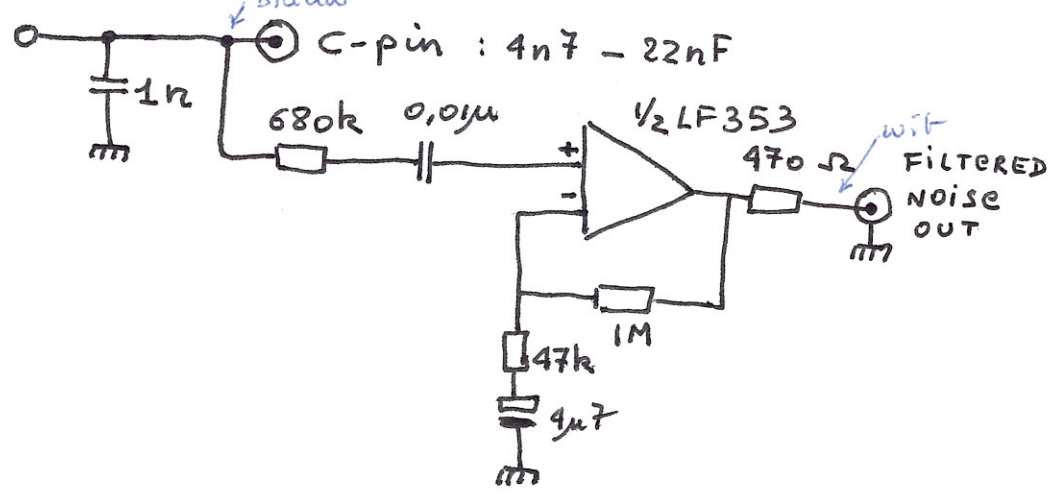 C-pin : 4n7 - 22nF
1n
680k
0,01µ
1/2 LF353
470 Ω
wit
FiLTERED
NOiSe
OUT
+
-
1M
47k
4µ7